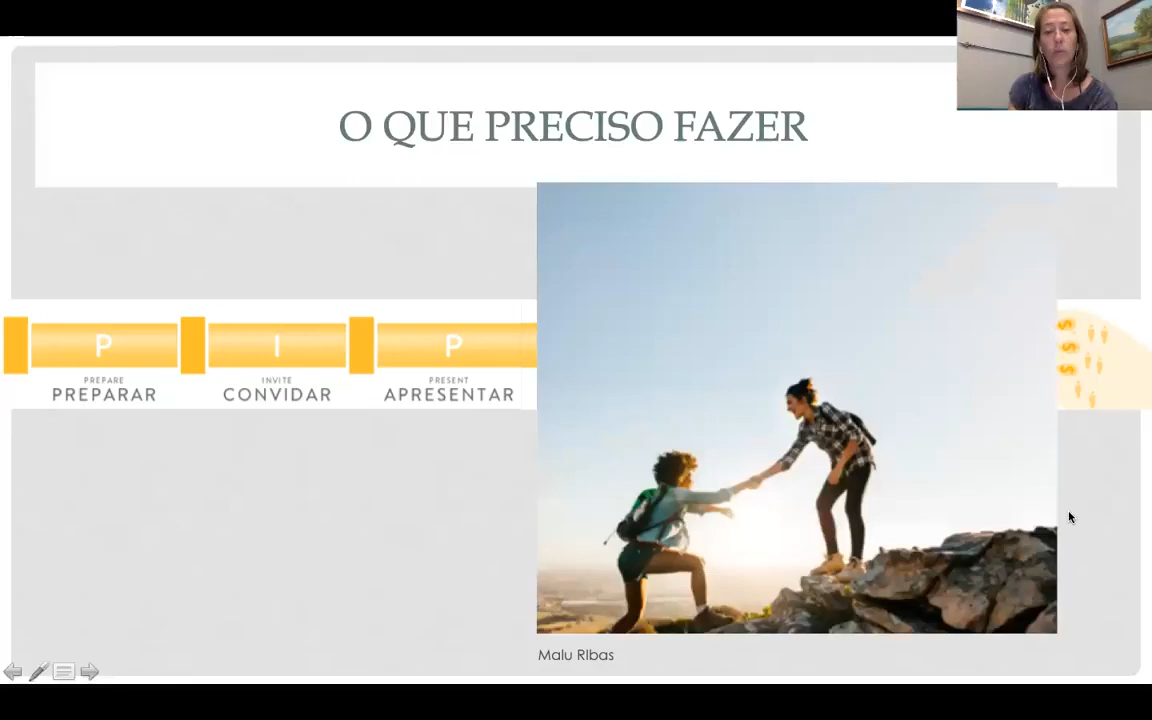 O QUE PRECISO FAZER
P
I
P
PREPARE
INVITE
PRESENT
PREPARAR
CONVIDAR
APRESENTAR
$
$
$
Malu RIbas